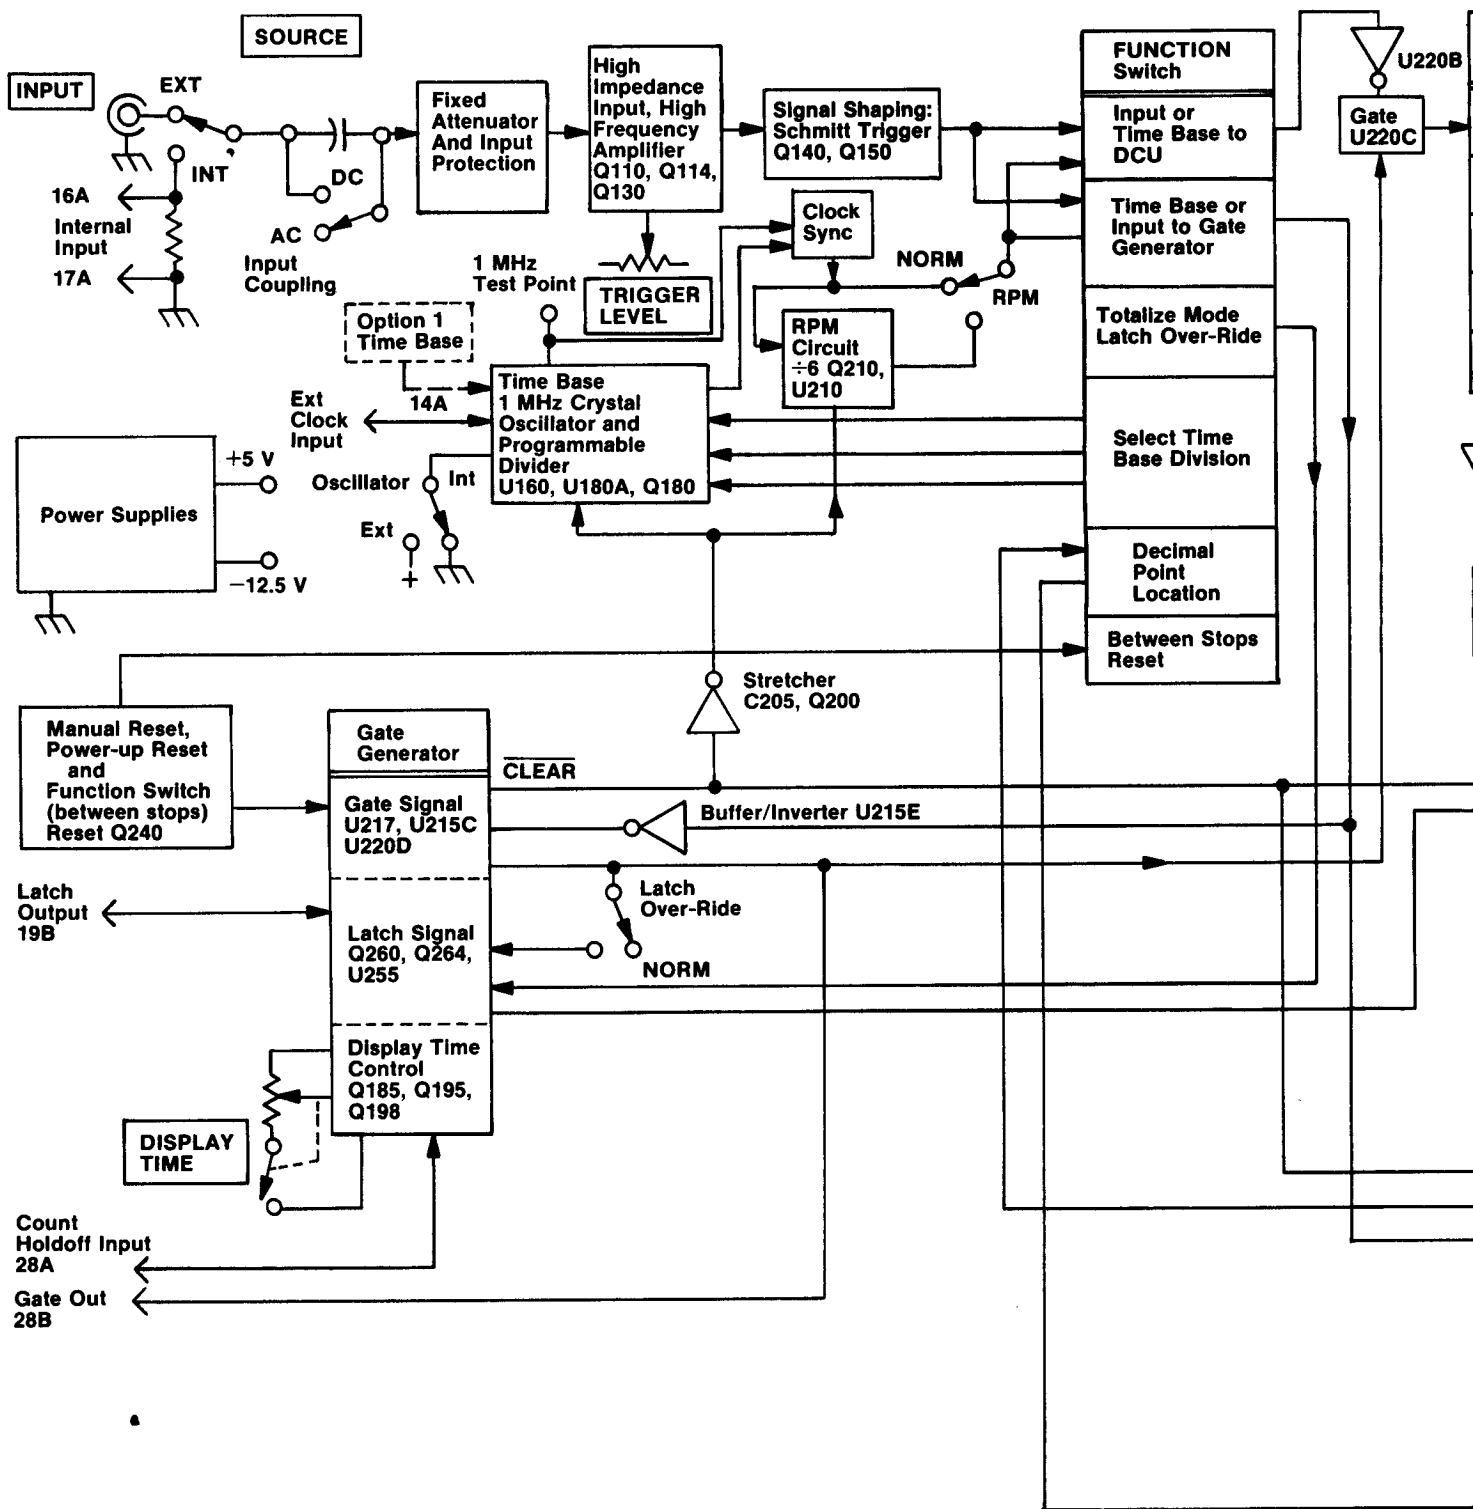 SOURCE
INPUT
EXT
INT
16A
Internal
Input
17A
DC
AC
Input
Coupling
Fixed
Attenuator
And Input
Protection
High
Impedance
Input, High
Frequency
Amplifier
Q110, Q114,
Q130
TRIGGER
LEVEL
Signal Shaping:
Schmitt Trigger
Q140, Q150
Clock
Sync
NORM
RPM
RPM
Circuit
÷6 Q210,
U210
1 MHz
Test Point
Option 1
Time Base
14A
Ext
Clock
Input
Time Base
1 MHz Crystal
Oscillator and
Programmable
Divider
U160, U180A, Q180
Oscillator
Int
Ext
+
Power Supplies
+5 V
−12.5 V
FUNCTION
Switch
Input or
Time Base to
DCU
Time Base or
Input to Gate
Generator
Totalize Mode
Latch Over-Ride
Select Time
Base Division
Decimal
Point
Location
Between Stops
Reset
U220B
Gate
U220C
Stretcher
C205, Q200
Manual Reset,
Power-up Reset
and
Function Switch
(between stops)
Reset Q240
Gate
Generator
CLEAR
Gate Signal
U217, U215C
U220D
Buffer/Inverter U215E
Latch
Output
19B
Latch Signal
Q260, Q264,
U255
Latch
Over-Ride
NORM
Display Time
Control
Q185, Q195,
Q198
DISPLAY
TIME
Count
Holdoff Input
28A
Gate Out
28B